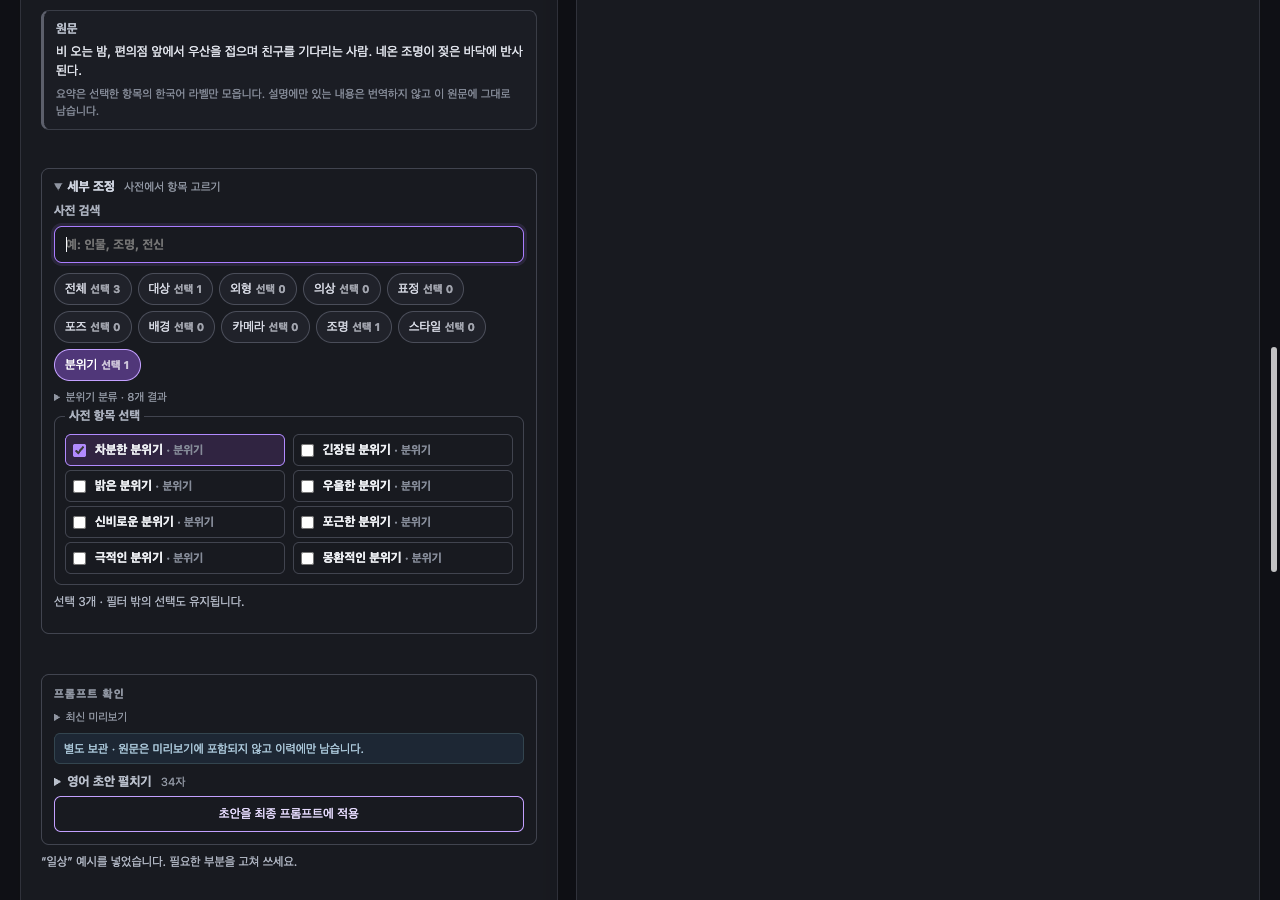 원문
비 오는 밤, 편의점 앞에서 우산을 접으며 친구를 기다리는 사람. 네온 조명이 젖은 바닥에 반사
된다.
요약은 선택한 항목의 한국어 라벨만 모읍니다. 설명에만 있는 내용은 번역하지 않고 이 원문에 그대로
남습니다.
▼ 세부 조정 사전에서 항목 고르기
사전 검색
예: 인물, 조명, 전신
전체 선택 3 대상 선택 1 외형 선택 0 의상 선택 0 표정 선택 0
포즈 선택 0 배경 선택 0 카메라 선택 0 조명 선택 1 스타일 선택 0
분위기 선택 1
▶ 분위기 분류 · 8개 결과
사전 항목 선택
차분한 분위기 · 분위기 긴장된 분위기 · 분위기
밝은 분위기 · 분위기 우울한 분위기 · 분위기
신비로운 분위기 · 분위기 포근한 분위기 · 분위기
극적인 분위기 · 분위기 몽환적인 분위기 · 분위기
선택 3개 · 필터 밖의 선택도 유지됩니다.
프롬프트 확인
▶ 최신 미리보기
별도 보관 · 원문은 미리보기에 포함되지 않고 이력에만 남습니다.
▶ 영어 초안 펼치기 34자
초안을 최종 프롬프트에 적용
“일상” 예시를 넣었습니다. 필요한 부분을 고쳐 쓰세요.